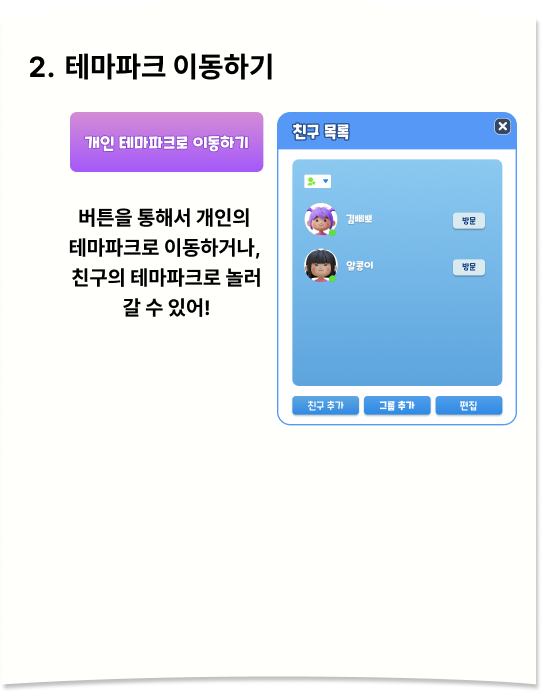 2. 테마파크 이동하기
개인 테마파크로 이동하기
버튼을 통해서 개인의
테마파크로 이동하거나,
친구의 테마파크로 놀러
갈 수 있어!
친구 목록
김삐뽀
방문
알콩이
방문
친구 추가
그룹 추가
편집